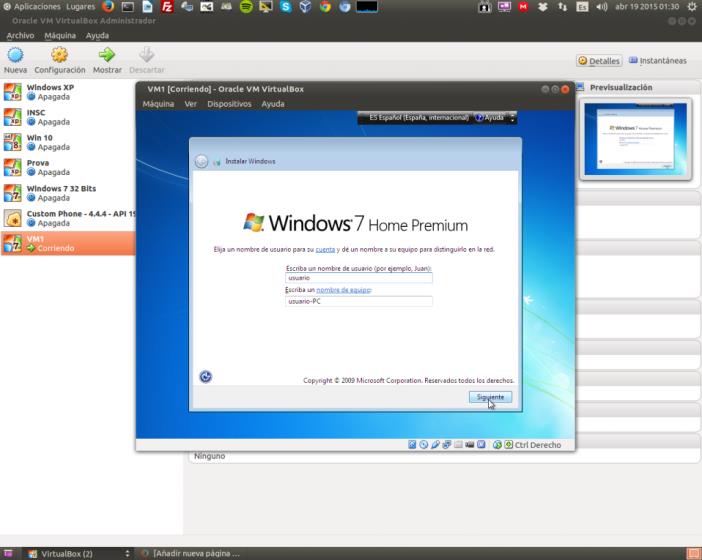 Aplicaciones Lugares Es abr 19 2015 01:30
Oracle VM VirtualBox Administrador
Archivo Máquina Ayuda
Nueva Configuración Mostrar Descartar Detalles Instantáneas
Windows XP
Apagada
INSC
Apagada
Win 10
Apagada
Prova
Apagada
Windows 7 32 Bits
Apagada
Custom Phone - 4.4.4 - API 19
Apagada
VM1
Corriendo
Previsualización
VM1 [Corriendo] - Oracle VM VirtualBox
Máquina Ver Dispositivos Ayuda
ES Español (España, internacional) Ayuda
Instalar Windows
Windows 7 Home Premium
Elija un nombre de usuario para su cuenta y dé un nombre a su equipo para distinguirlo en la red.
Escriba un nombre de usuario (por ejemplo, Juan):
usuario
Escriba un nombre de equipo:
usuario-PC
Copyright © 2009 Microsoft Corporation. Reservados todos los derechos.
Siguiente
Ctrl Derecho
Ninguno
VirtualBox (2) [Añadir nueva página ...